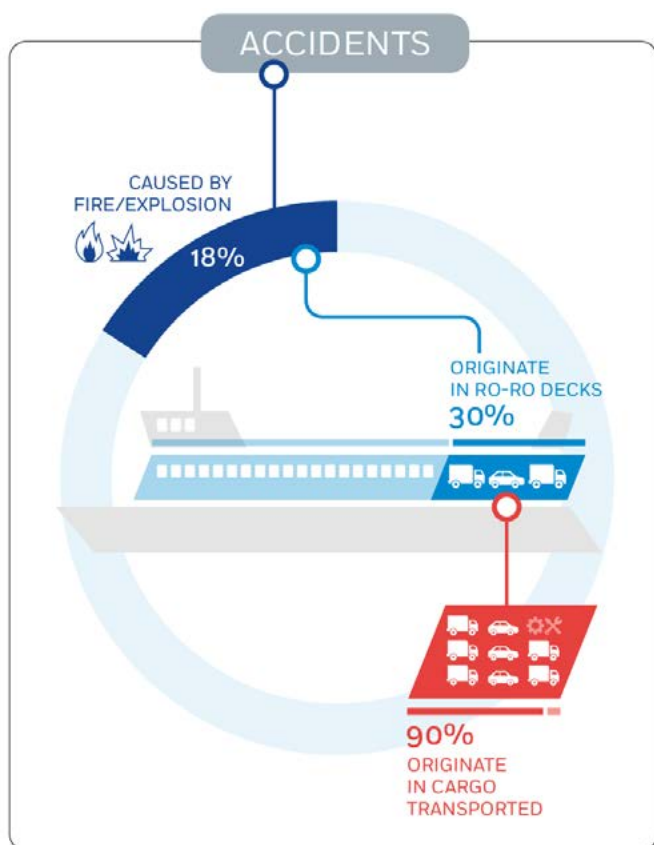 ACCIDENTS
CAUSED BY
FIRE/EXPLOSION
18%
ORIGINATE
IN RO-RO DECKS
30%
90%
ORIGINATE
IN CARGO
TRANSPORTED